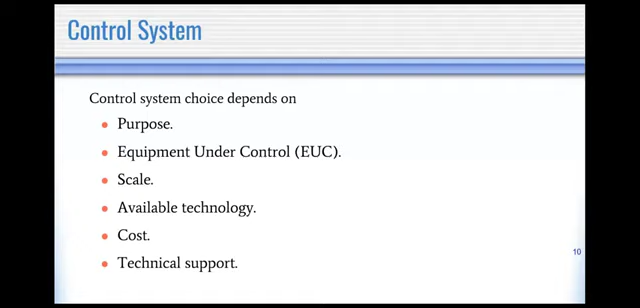 Control System
Control system choice depends on
• Purpose.
• Equipment Under Control (EUC).
• Scale.
• Available technology.
• Cost.
10
• Technical support.